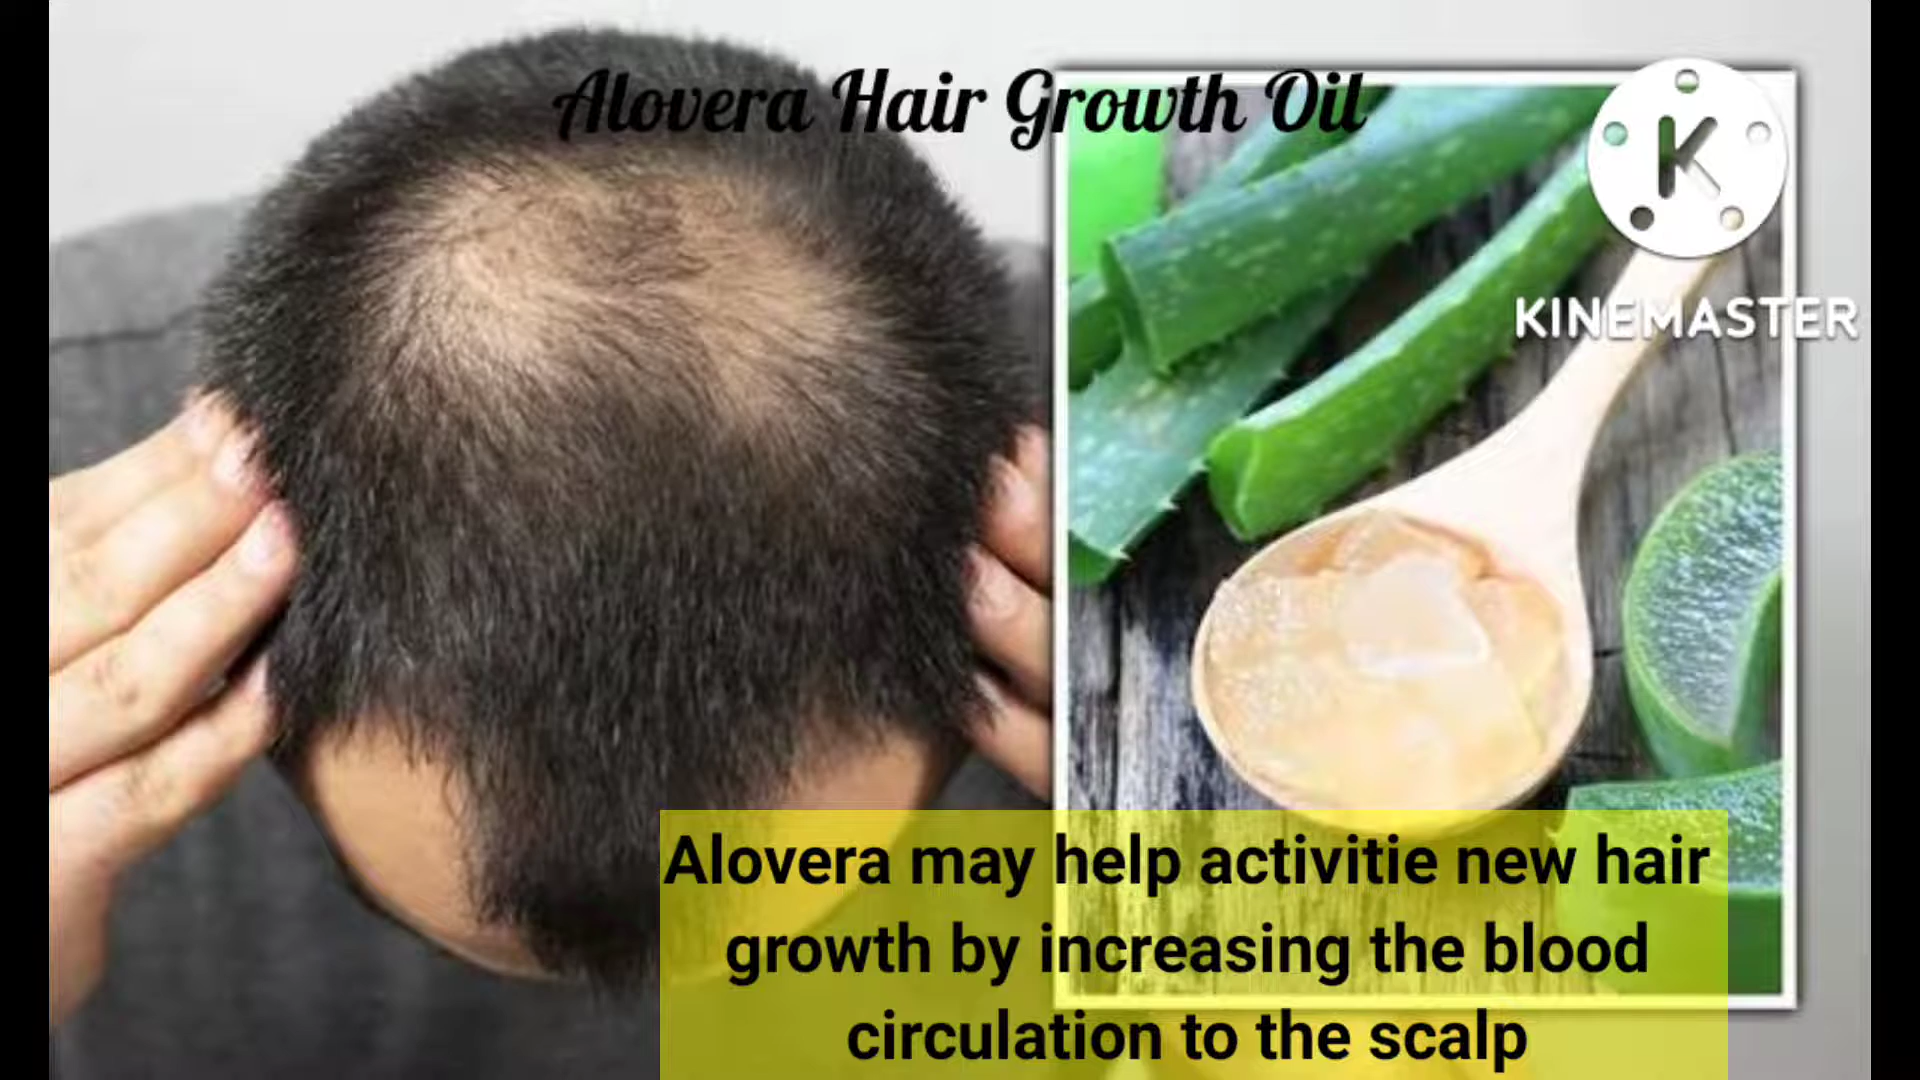 Alovera Hair Growth Oil
K
KINEMASTER
Alovera may help activitie new hair
growth by increasing the blood
circulation to the scalp